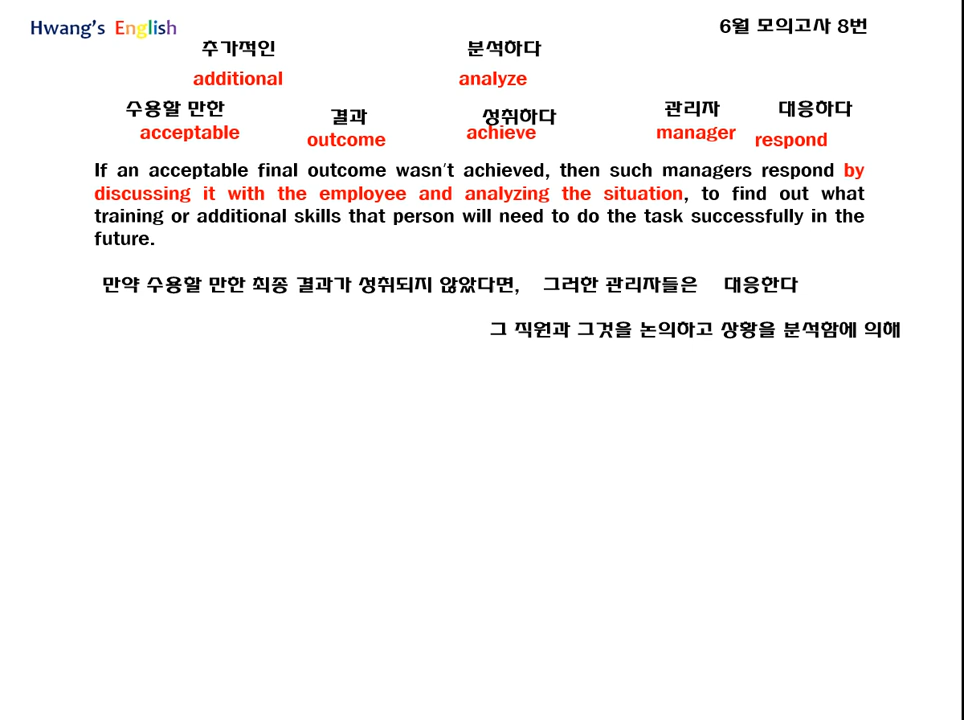 Hwang's English
6월 모의고사 8번
추가적인 분석하다
additional analyze
수용할 만한 결과 성취하다 관리자 대응하다
acceptable outcome achieve manager respond
If an acceptable final outcome wasn't achieved, then such managers respond by
discussing it with the employee and analyzing the situation, to find out what
training or additional skills that person will need to do the task successfully in the
future.
만약 수용할 만한 최종 결과가 성취되지 않았다면, 그러한 관리자들은 대응한다
그 직원과 그것을 논의하고 상황을 분석함에 의해